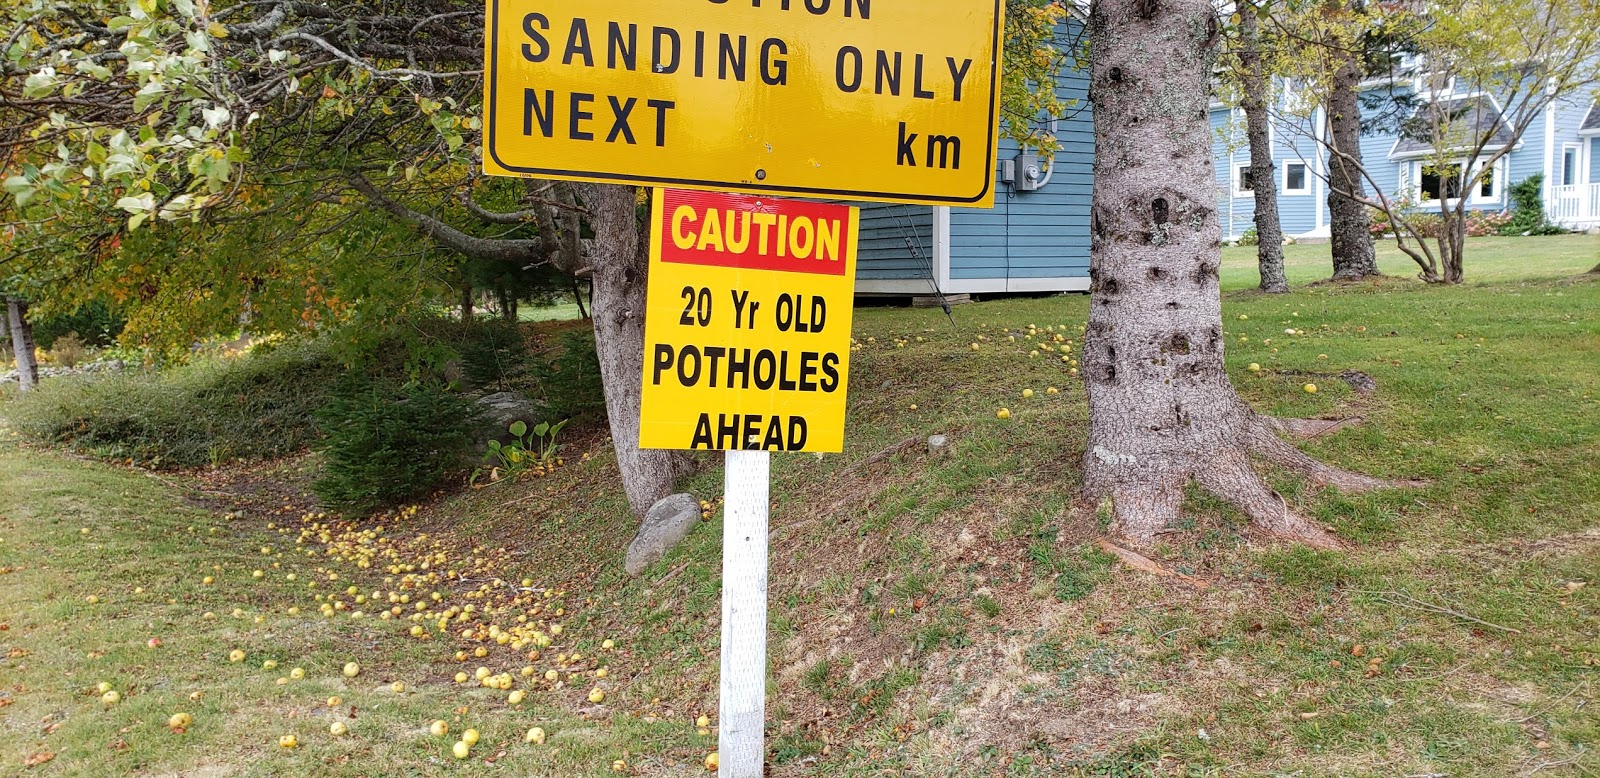 SANDING ONLY
NEXT km
CAUTION
20 Yr OLD
POTHOLES
AHEAD